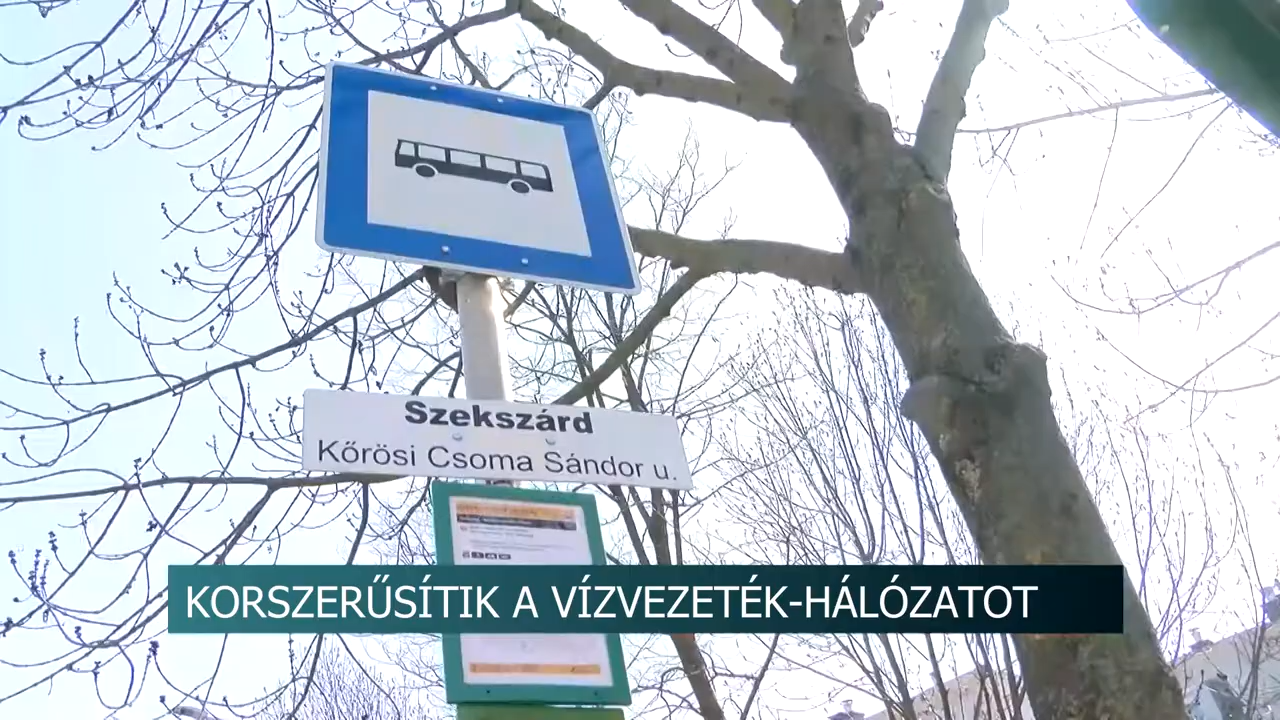 Szekszárd
Kőrösi Csoma Sándor u.
KORSZERŰSÍTIK A VÍZVEZETÉK-HÁLÓZATOT